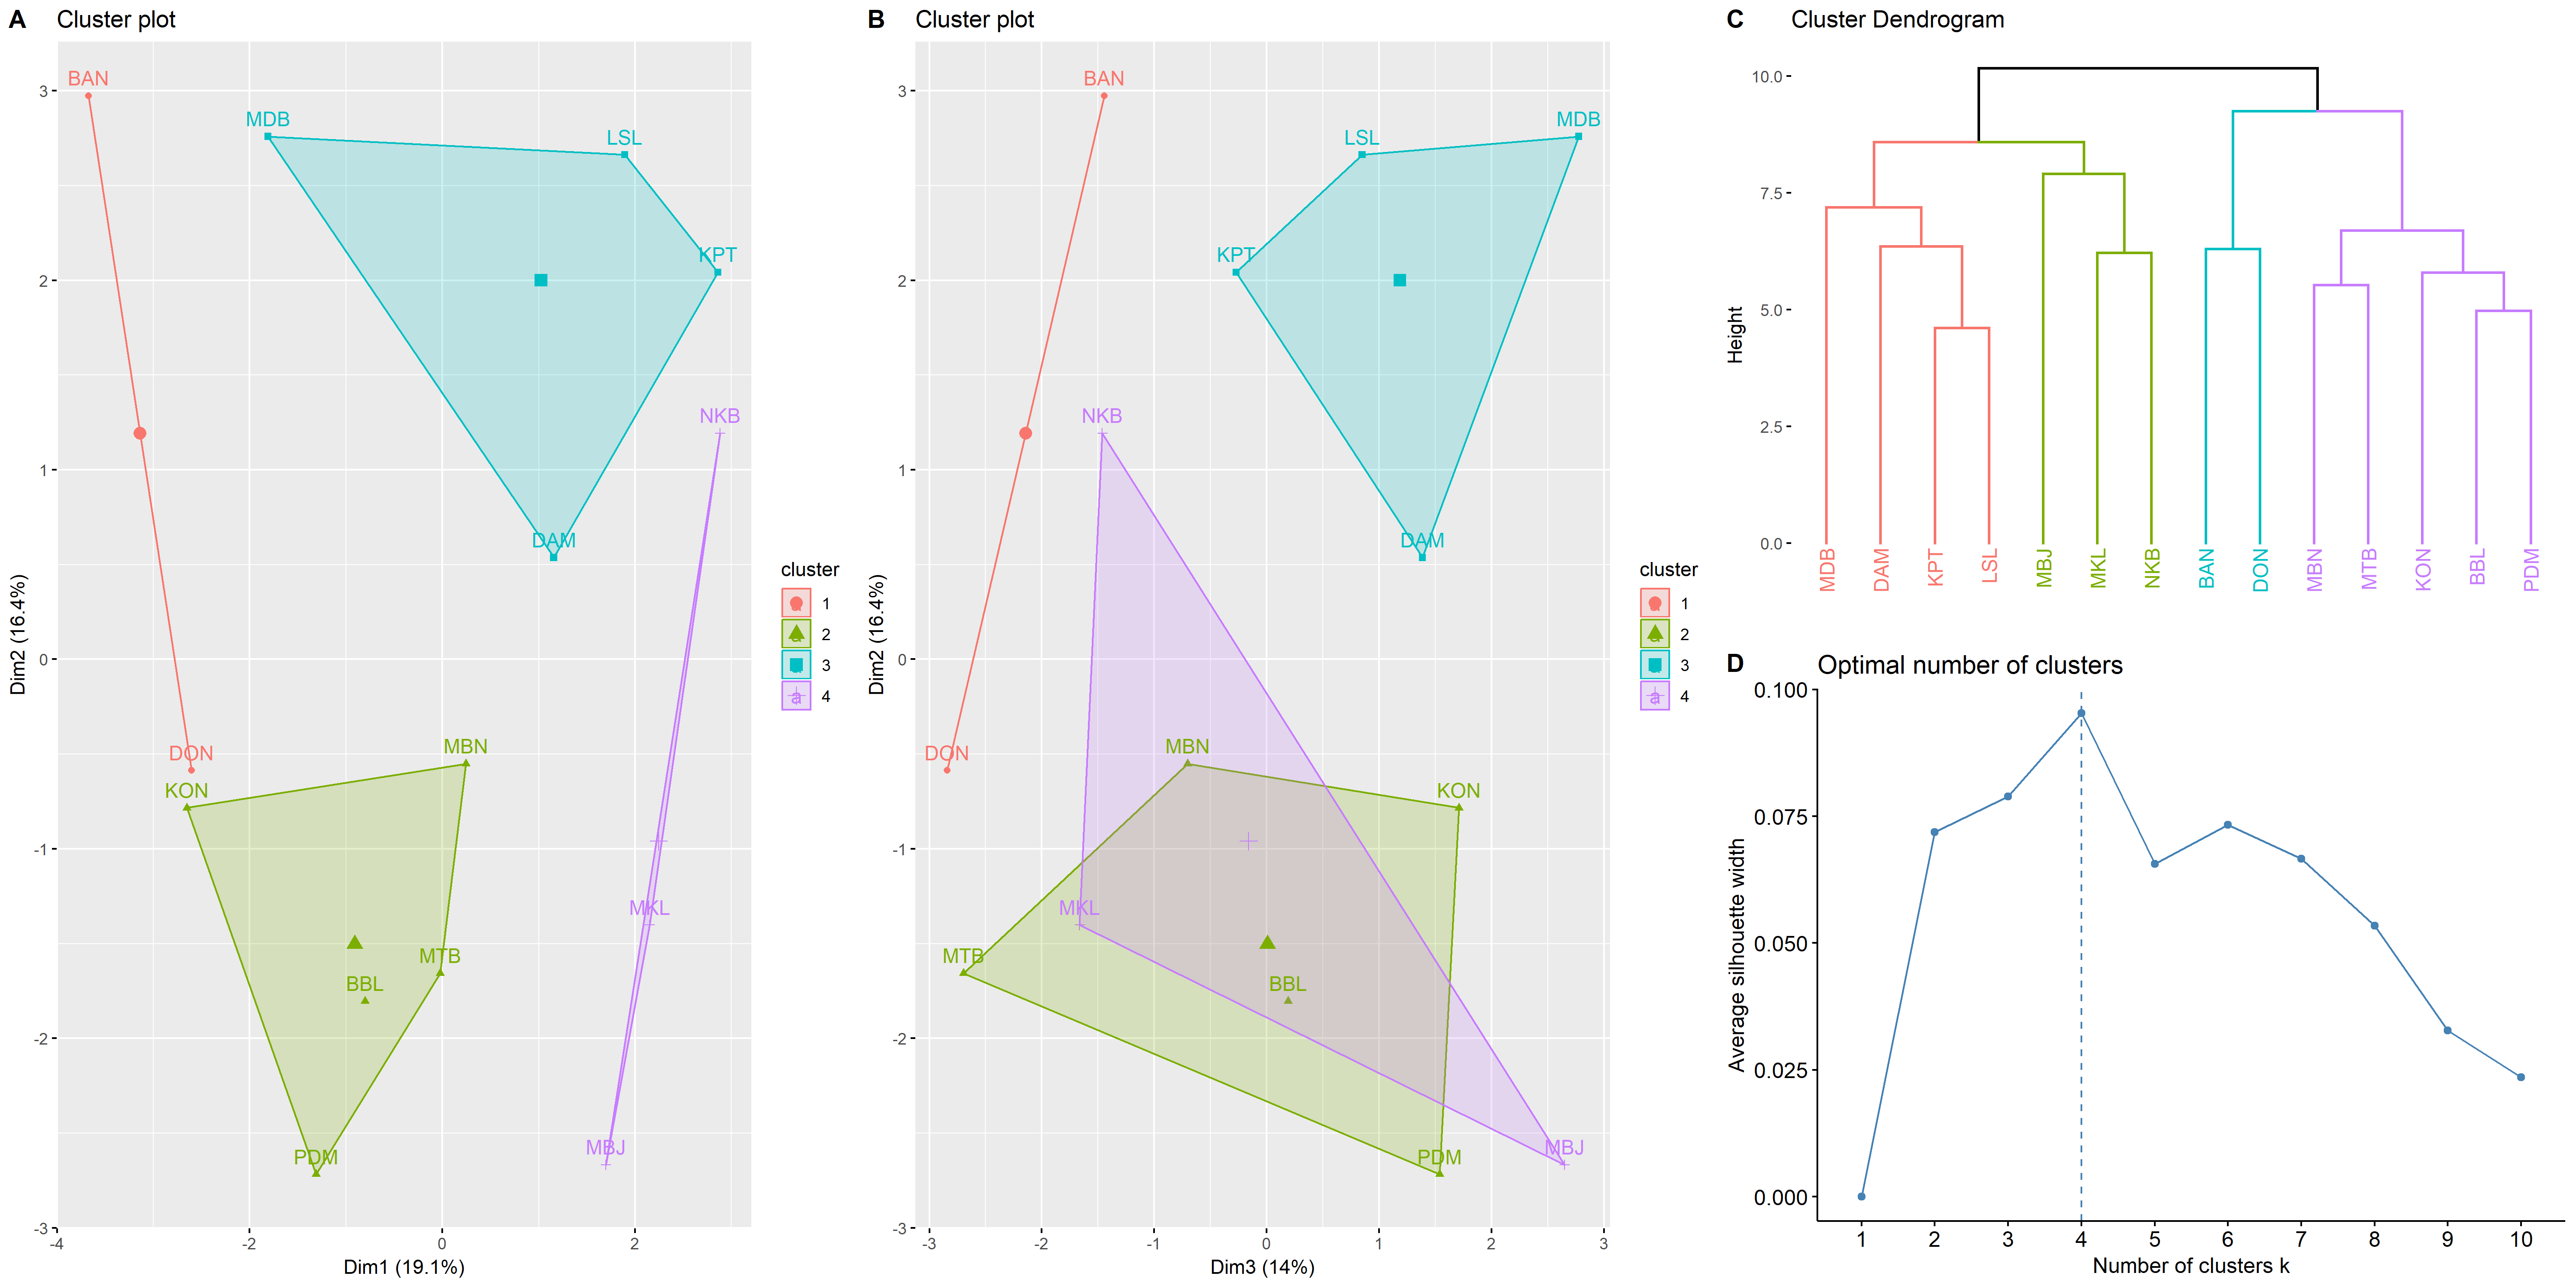 A Cluster plot
BAN
MDB
LSL
KPT
NKB
DAM
DON
KON
MBN
MKL
MTB
BBL
MBJ
PDM
3
2
1
0
-1
-2
-3
-4 -2 0 2
Dim2 (16.4%)
Dim1 (19.1%)
cluster
a 1
a 2
a 3
a 4
B Cluster plot
BAN
MDB
LSL
KPT
NKB
DAM
DON
MBN
KON
MKL
MTB
BBL
MBJ
PDM
3
2
1
0
-1
-2
-3
-3 -2 -1 0 1 2 3
Dim2 (16.4%)
Dim3 (14%)
cluster
a 1
a 2
a 3
a 4
C Cluster Dendrogram
10.0
7.5
5.0
2.5
0.0
Height
MDB DAM KPT LSL MBJ MKL NKB BAN DON MBN MTB KON BBL PDM
D Optimal number of clusters
0.100
0.075
0.050
0.025
0.000
Average silhouette width
1 2 3 4 5 6 7 8 9 10
Number of clusters k